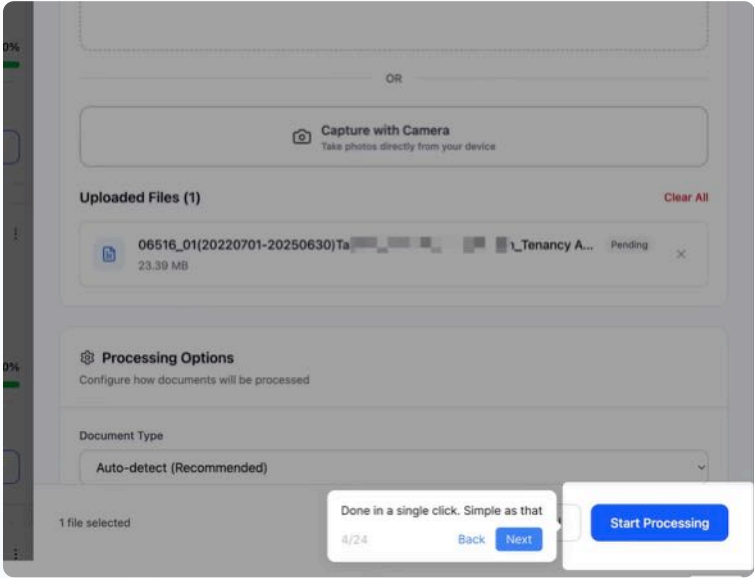 0%
OR
Capture with Camera
Take photos directly from your device
Uploaded Files (1)
Clear All
06516_01(20220701-20250630)Ta
_Tenancy A...
Pending
23.39 MB
0%
Processing Options
Configure how documents will be processed
Document Type
Auto-detect (Recommended)
1 file selected
Done in a single click. Simple as that
4/24
Back
Next
Start Processing